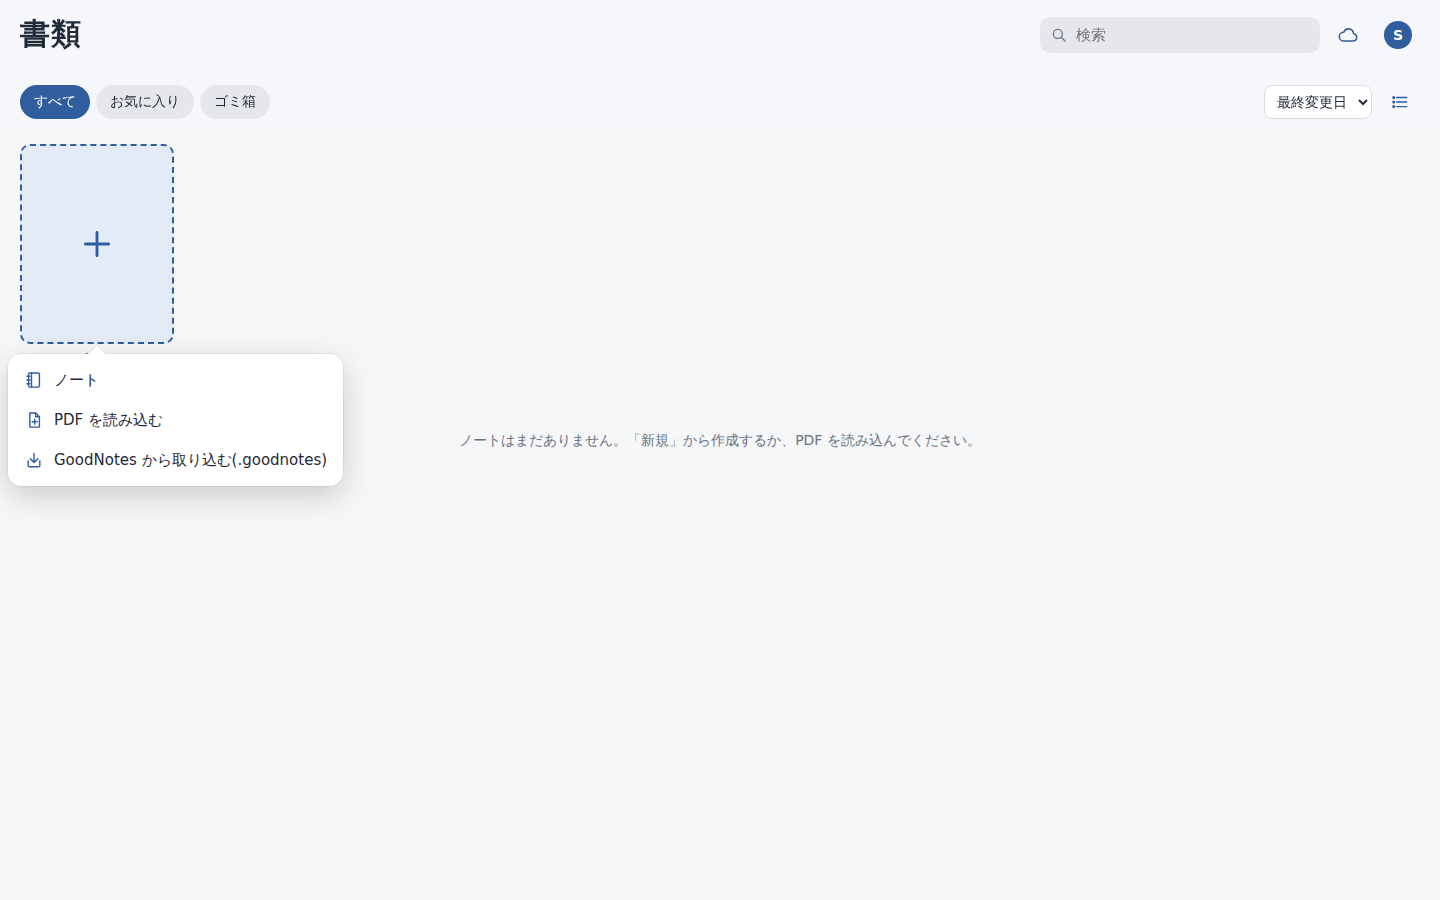 書類
検索
S
すべて
お気に入り
ゴミ箱
最終変更日
ノート
PDF を読み込む
GoodNotes から取り込む(.goodnotes)
ノートはまだありません。「新規」から作成するか、PDF を読み込んでください。